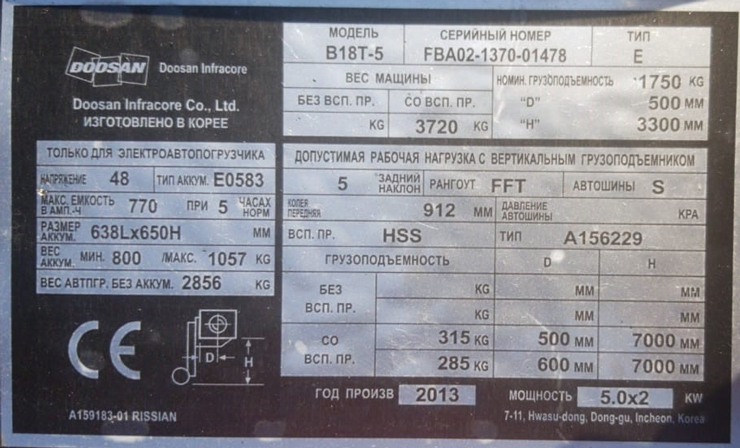 DOOSAN Doosan Infracore
Doosan Infracore Co., Ltd.
ИЗГОТОВЛЕНО В КОРЕЕ
МОДЕЛЬ СЕРИЙНЫЙ НОМЕР ТИП
B18T-5 FBA02-1370-01478 E
ВЕС МАЩИНЫ НОМИН. ГРУЗОПОДЪЕМНОСТЬ 1750 KG
БЕЗ ВСП. ПР. СО ВСП. ПР. "D" 500 MM
KG 3720 KG "H" 3300 MM
ТОЛЬКО ДЛЯ ЭЛЕКТРОАВТОПОГРУЗЧИКА
НАПРЯЖЕНИЕ 48 ТИП АККУМ. E0583
МАКС. ЕМКОСТЬ В АМП.-Ч 770 ПРИ 5 ЧАСАХ НОРМ
РАЗМЕР АККУМ. 638Lx650H MM
ВЕС АККУМ. МИН. 800 /МАКС. 1057 KG
ВЕС АВТПГР. БЕЗ АККУМ. 2856 KG
ДОПУСТИМАЯ РАБОЧАЯ НАГРУЗКА С ВЕРТИКАЛЬНЫМ ГРУЗОПОДЪЕМНИКОМ
5 ЗАДНИЙ НАКЛОН РАНГОУТ FFT АВТОШИНЫ S
КОЛЕЯ ПЕРЕДНЯЯ 912 MM ДАВЛЕНИЕ АВТОШИНЫ KPA
ВСП. ПР. HSS ТИП A156229
ГРУЗОПОДЪЕМНОСТЬ D H
БЕЗ ВСП. ПР. KG MM MM
KG MM MM
СО ВСП. ПР. 315 KG 500 MM 7000 MM
285 KG 600 MM 7000 MM
CE D H
ГОД ПРОИЗВ 2013 МОЩНОСТЬ 5.0x2 KW
A159183-01 RISSIAN
7-11, Hwasu-dong, Dong-gu, Incheon, Korea